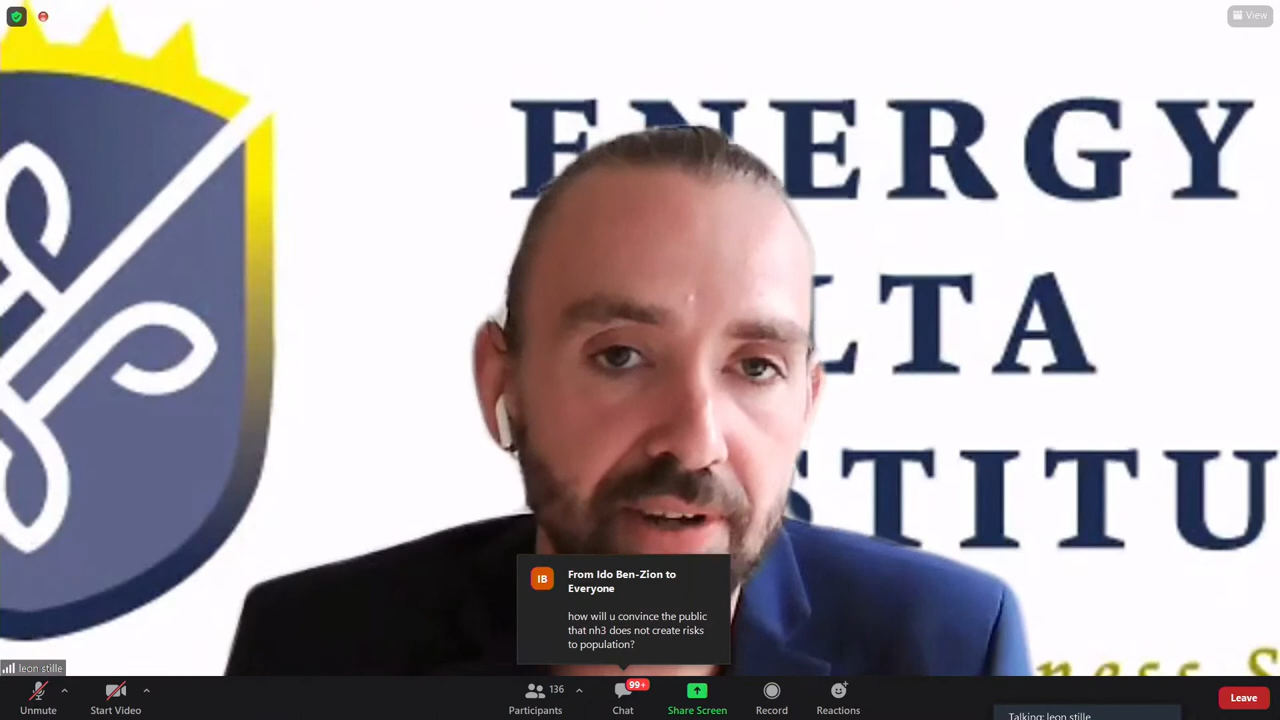 View
ENERGY
LTA
STITU
ness S
IB
From Ido Ben-Zion to
Everyone
how will u convince the public
that nh3 does not create risks
to population?
leon stille
Unmute
Start Video
136
Participants
99+
Chat
Share Screen
Record
Reactions
Talking: leon stille
Leave